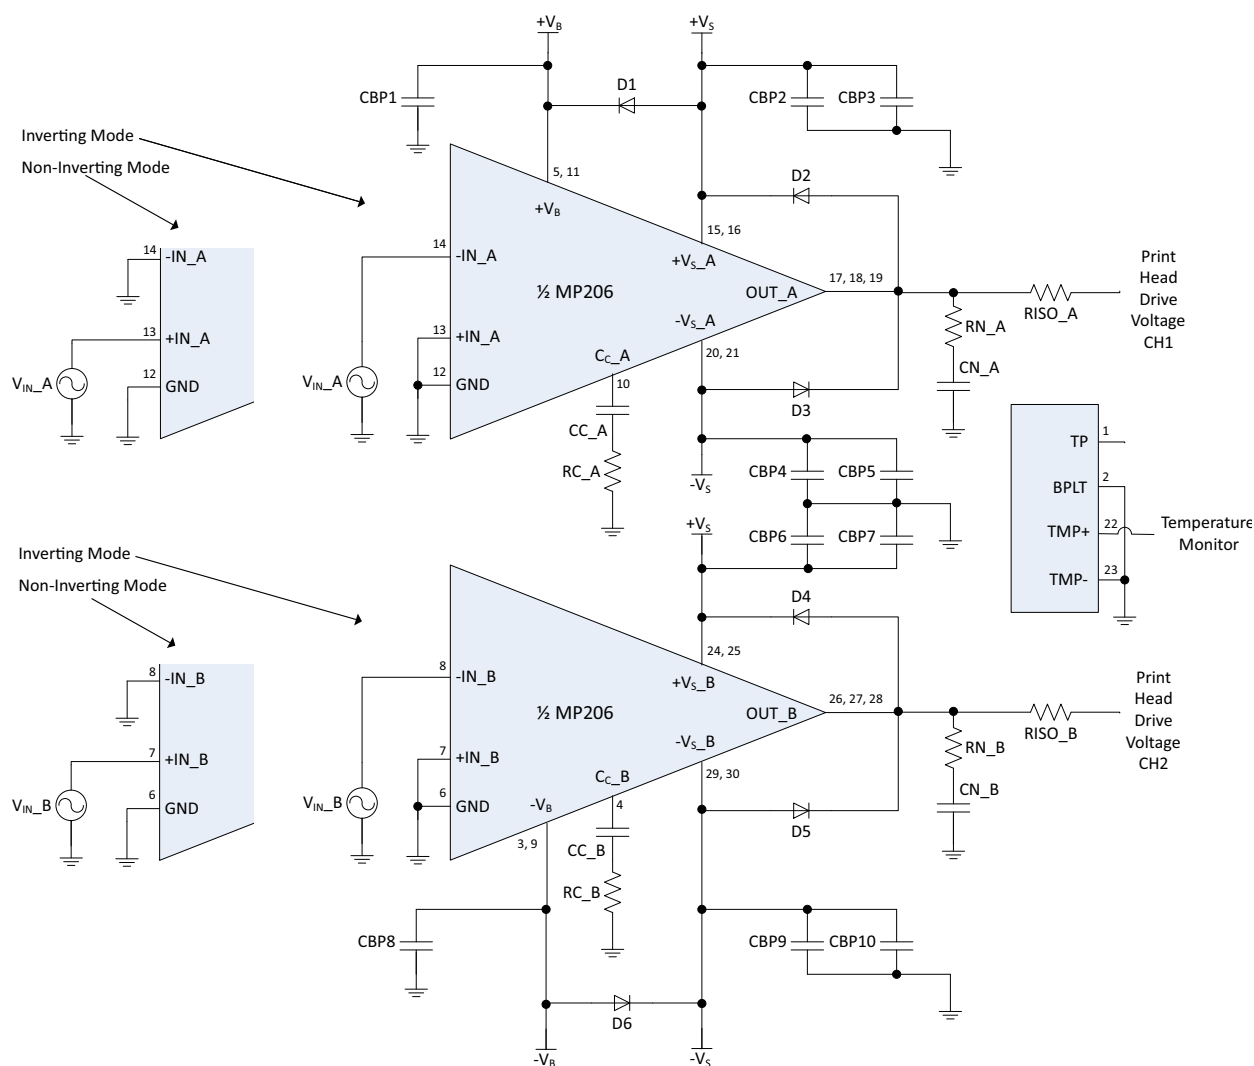 +VB
+VS
D1
CBP1
CBP2
CBP3
Inverting Mode
Non-Inverting Mode
5, 11
+VB
D2
15, 16
14
-IN_A
14
-IN_A
+VS_A
17, 18, 19
½ MP206
OUT_A
Print
Head
Drive
Voltage
CH1
RISO_A
13
+IN_A
13
+IN_A
-VS_A
20, 21
RN_A
CC_A
10
12
GND
VIN_A
12
GND
VIN_A
CN_A
D3
CC_A
RC_A
-VS
CBP4
CBP5
TP
1
BPLT
2
TMP+
22
TMP-
23
Temperature
Monitor
+VS
CBP6
CBP7
Inverting Mode
Non-Inverting Mode
D4
24, 25
8
-IN_B
8
-IN_B
+VS_B
26, 27, 28
½ MP206
OUT_B
Print
Head
Drive
Voltage
CH2
RISO_B
7
+IN_B
7
+IN_B
-VS_B
29, 30
RN_B
CC_B
4
6
GND
VIN_B
6
GND
VIN_B
-VB
3, 9
CN_B
D5
CC_B
RC_B
CBP8
CBP9
CBP10
D6
-VB
-VS